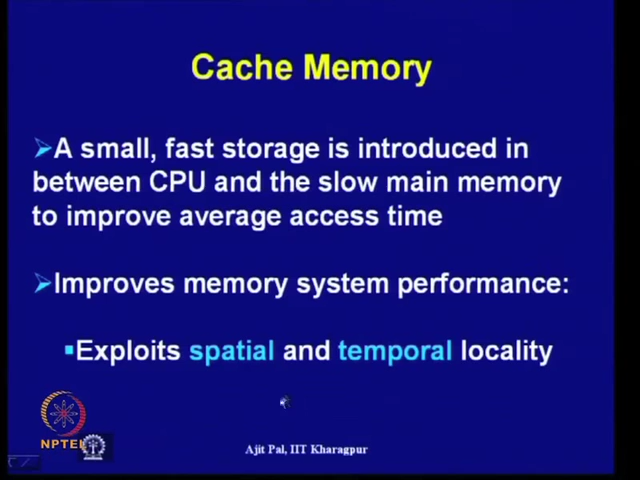 Cache Memory
A small, fast storage is introduced in
between CPU and the slow main memory
to improve average access time
Improves memory system performance:
Exploits spatial and temporal locality
NPTEL
Ajit Pal, IIT Kharagpur